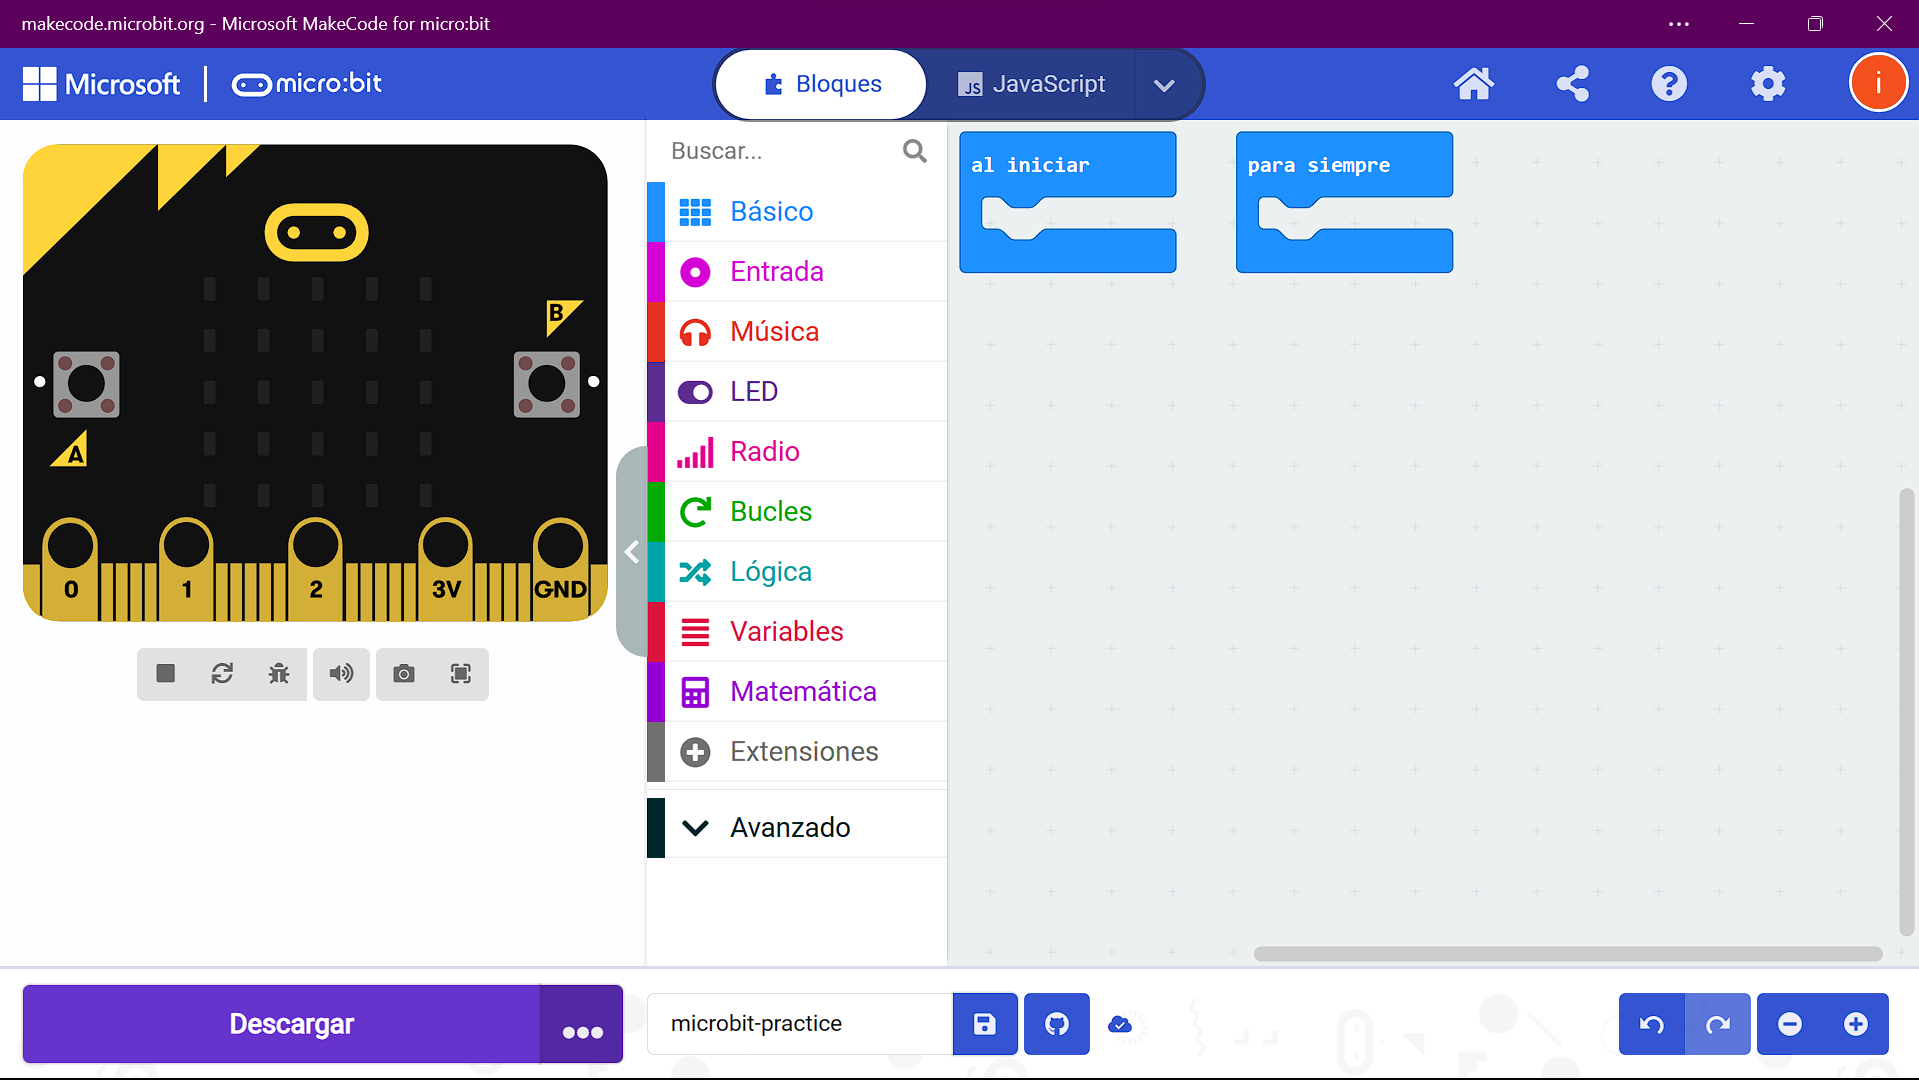 makecode.microbit.org - Microsoft MakeCode for micro:bit
Microsoft
micro:bit
Bloques
JS JavaScript
i
Buscar...
Básico
Entrada
Música
LED
Radio
Bucles
Lógica
Variables
Matemática
Extensiones
Avanzado
al iniciar
para siempre
B
A
0 1 2 3V GND
Descargar
microbit-practice